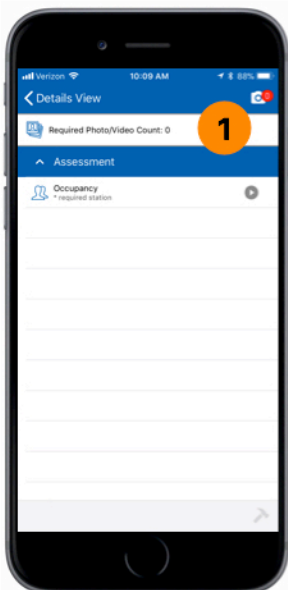 Verizon 10:09 AM 88%
Details View
Required Photo/Video Count: 0
1
Assessment
Occupancy
* required station